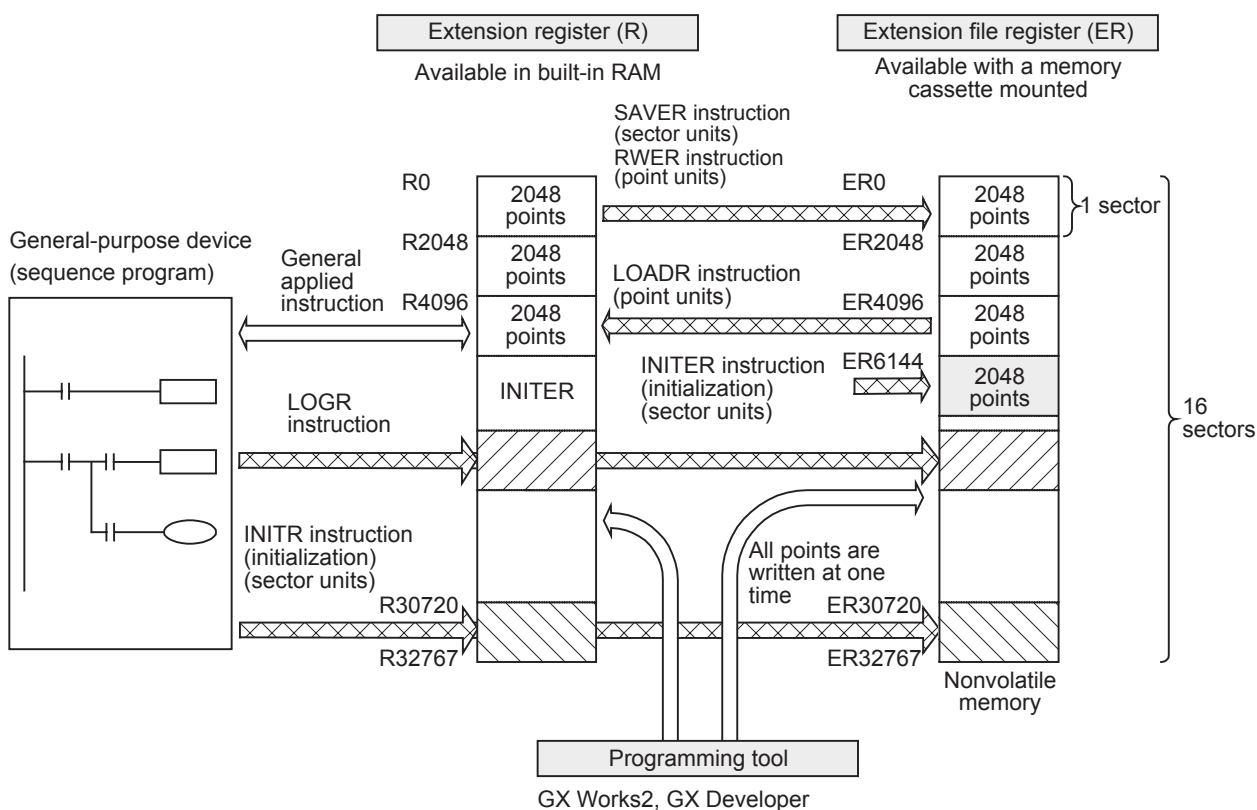 Extension register (R)
Available in built-in RAM
Extension file register (ER)
Available with a memory
cassette mounted
SAVER instruction
(sector units)
RWER instruction
(point units)
R0
2048
points
ER0
2048
points
1 sector
General-purpose device
(sequence program)
General
applied
instruction
R2048
2048
points
LOADR instruction
(point units)
ER2048
2048
points
R4096
2048
points
ER4096
2048
points
INITER
INITER instruction
(initialization)
(sector units)
ER6144
2048
points
16
sectors
LOGR
instruction
INITR instruction
(initialization)
(sector units)
All points are
written at one
time
R30720
ER30720
R32767
ER32767
Nonvolatile
memory
Programming tool
GX Works2, GX Developer